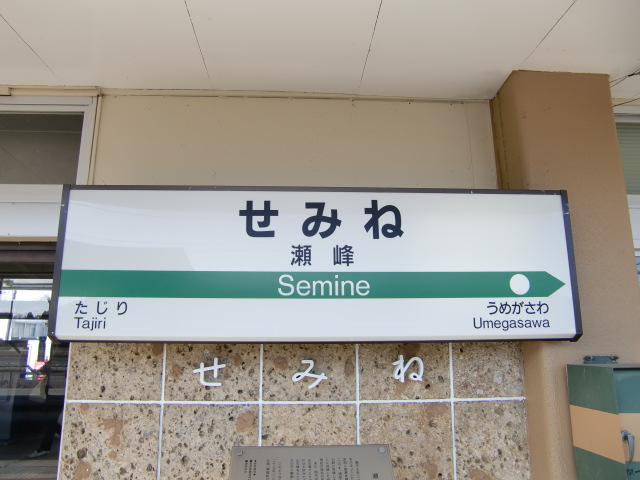 せみね
瀬峰
Semine
たじり
Tajiri
うめがさわ
Umegasawa
せみね